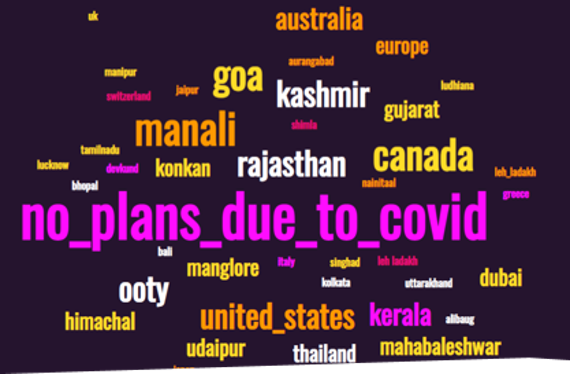 uk
australia
europe
aurangabad
manipur
goa
ludhiana
switzerland
jaipur
kashmir
gujarat
shimla
manali
tamilnadu
lucknow
devkund
konkan
rajasthan
canada
leh_ladakh
bhopal
nainitaal
greece
no_plans_due_to_covid
bali
manglore
italy
singhad
leh ladakh
kolkata
uttarakhand
dubai
ooty
himachal
united_states
kerala
alibaug
udaipur
thailand
mahabaleshwar